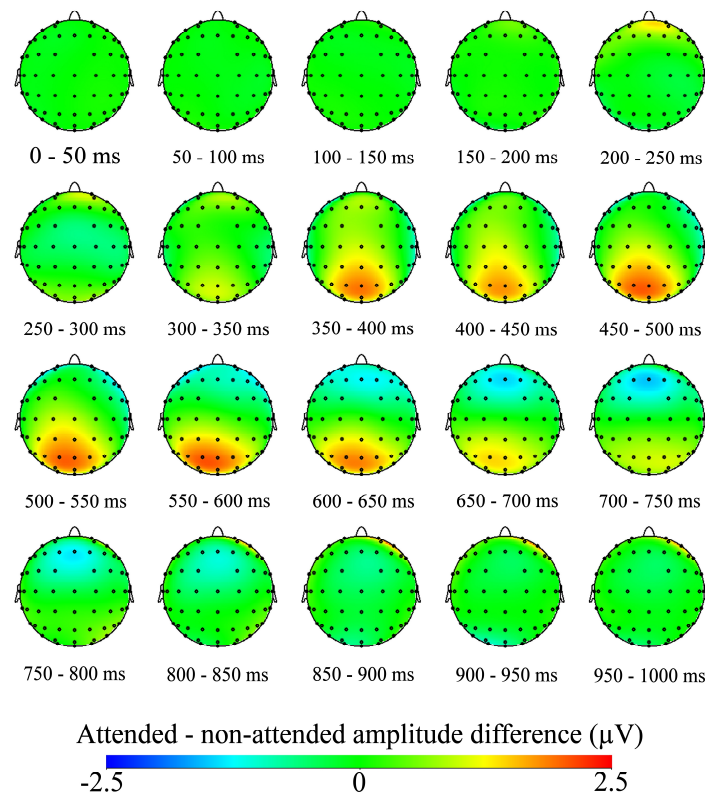 0 - 50 ms
50 - 100 ms
100 - 150 ms
150 - 200 ms
200 - 250 ms
250 - 300 ms
300 - 350 ms
350 - 400 ms
400 - 450 ms
450 - 500 ms
500 - 550 ms
550 - 600 ms
600 - 650 ms
650 - 700 ms
700 - 750 ms
750 - 800 ms
800 - 850 ms
850 - 900 ms
900 - 950 ms
950 - 1000 ms
Attended - non-attended amplitude difference (µV)
-2.5 0 2.5